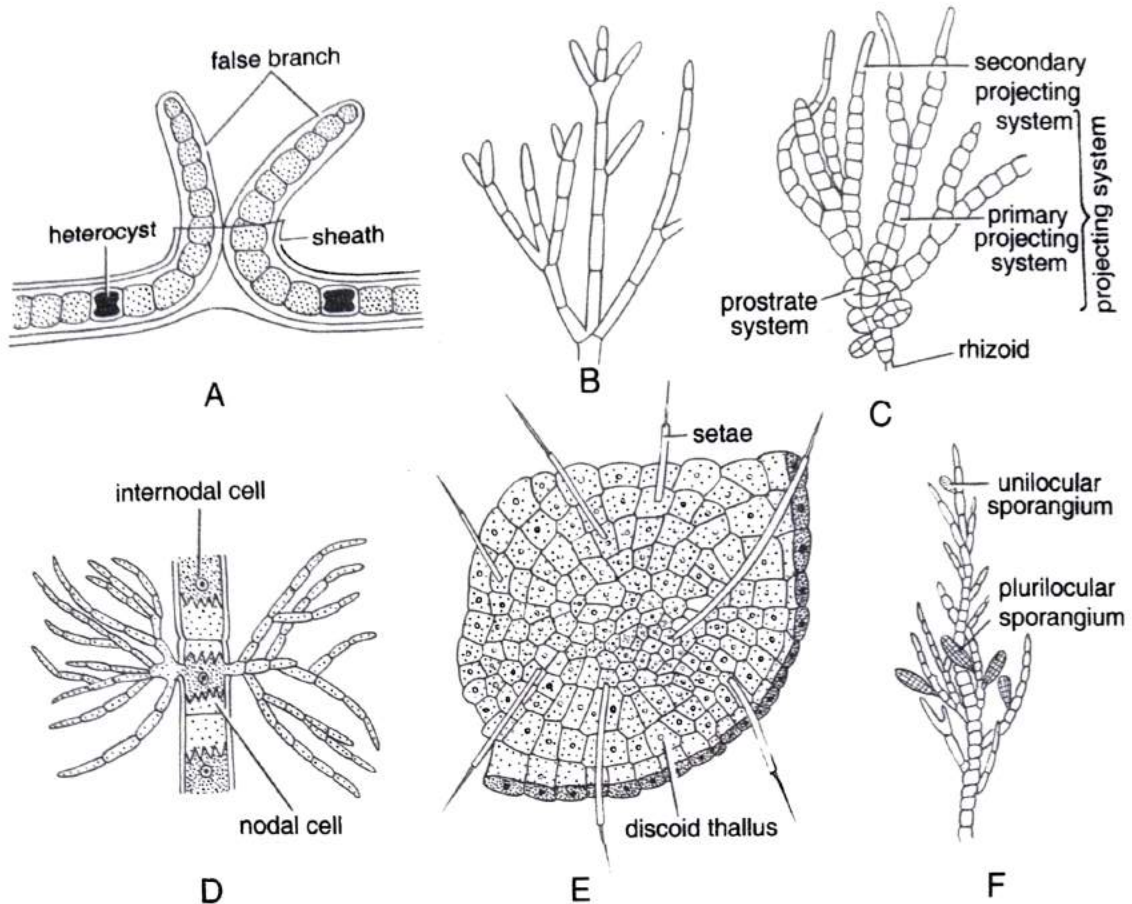 false branch
heterocyst
sheath
A
B
secondary
projecting
system
primary
projecting
system
projecting system
prostrate
system
rhizoid
C
internodal cell
nodal cell
D
setae
discoid thallus
E
unilocular
sporangium
plurilocular
sporangium
F